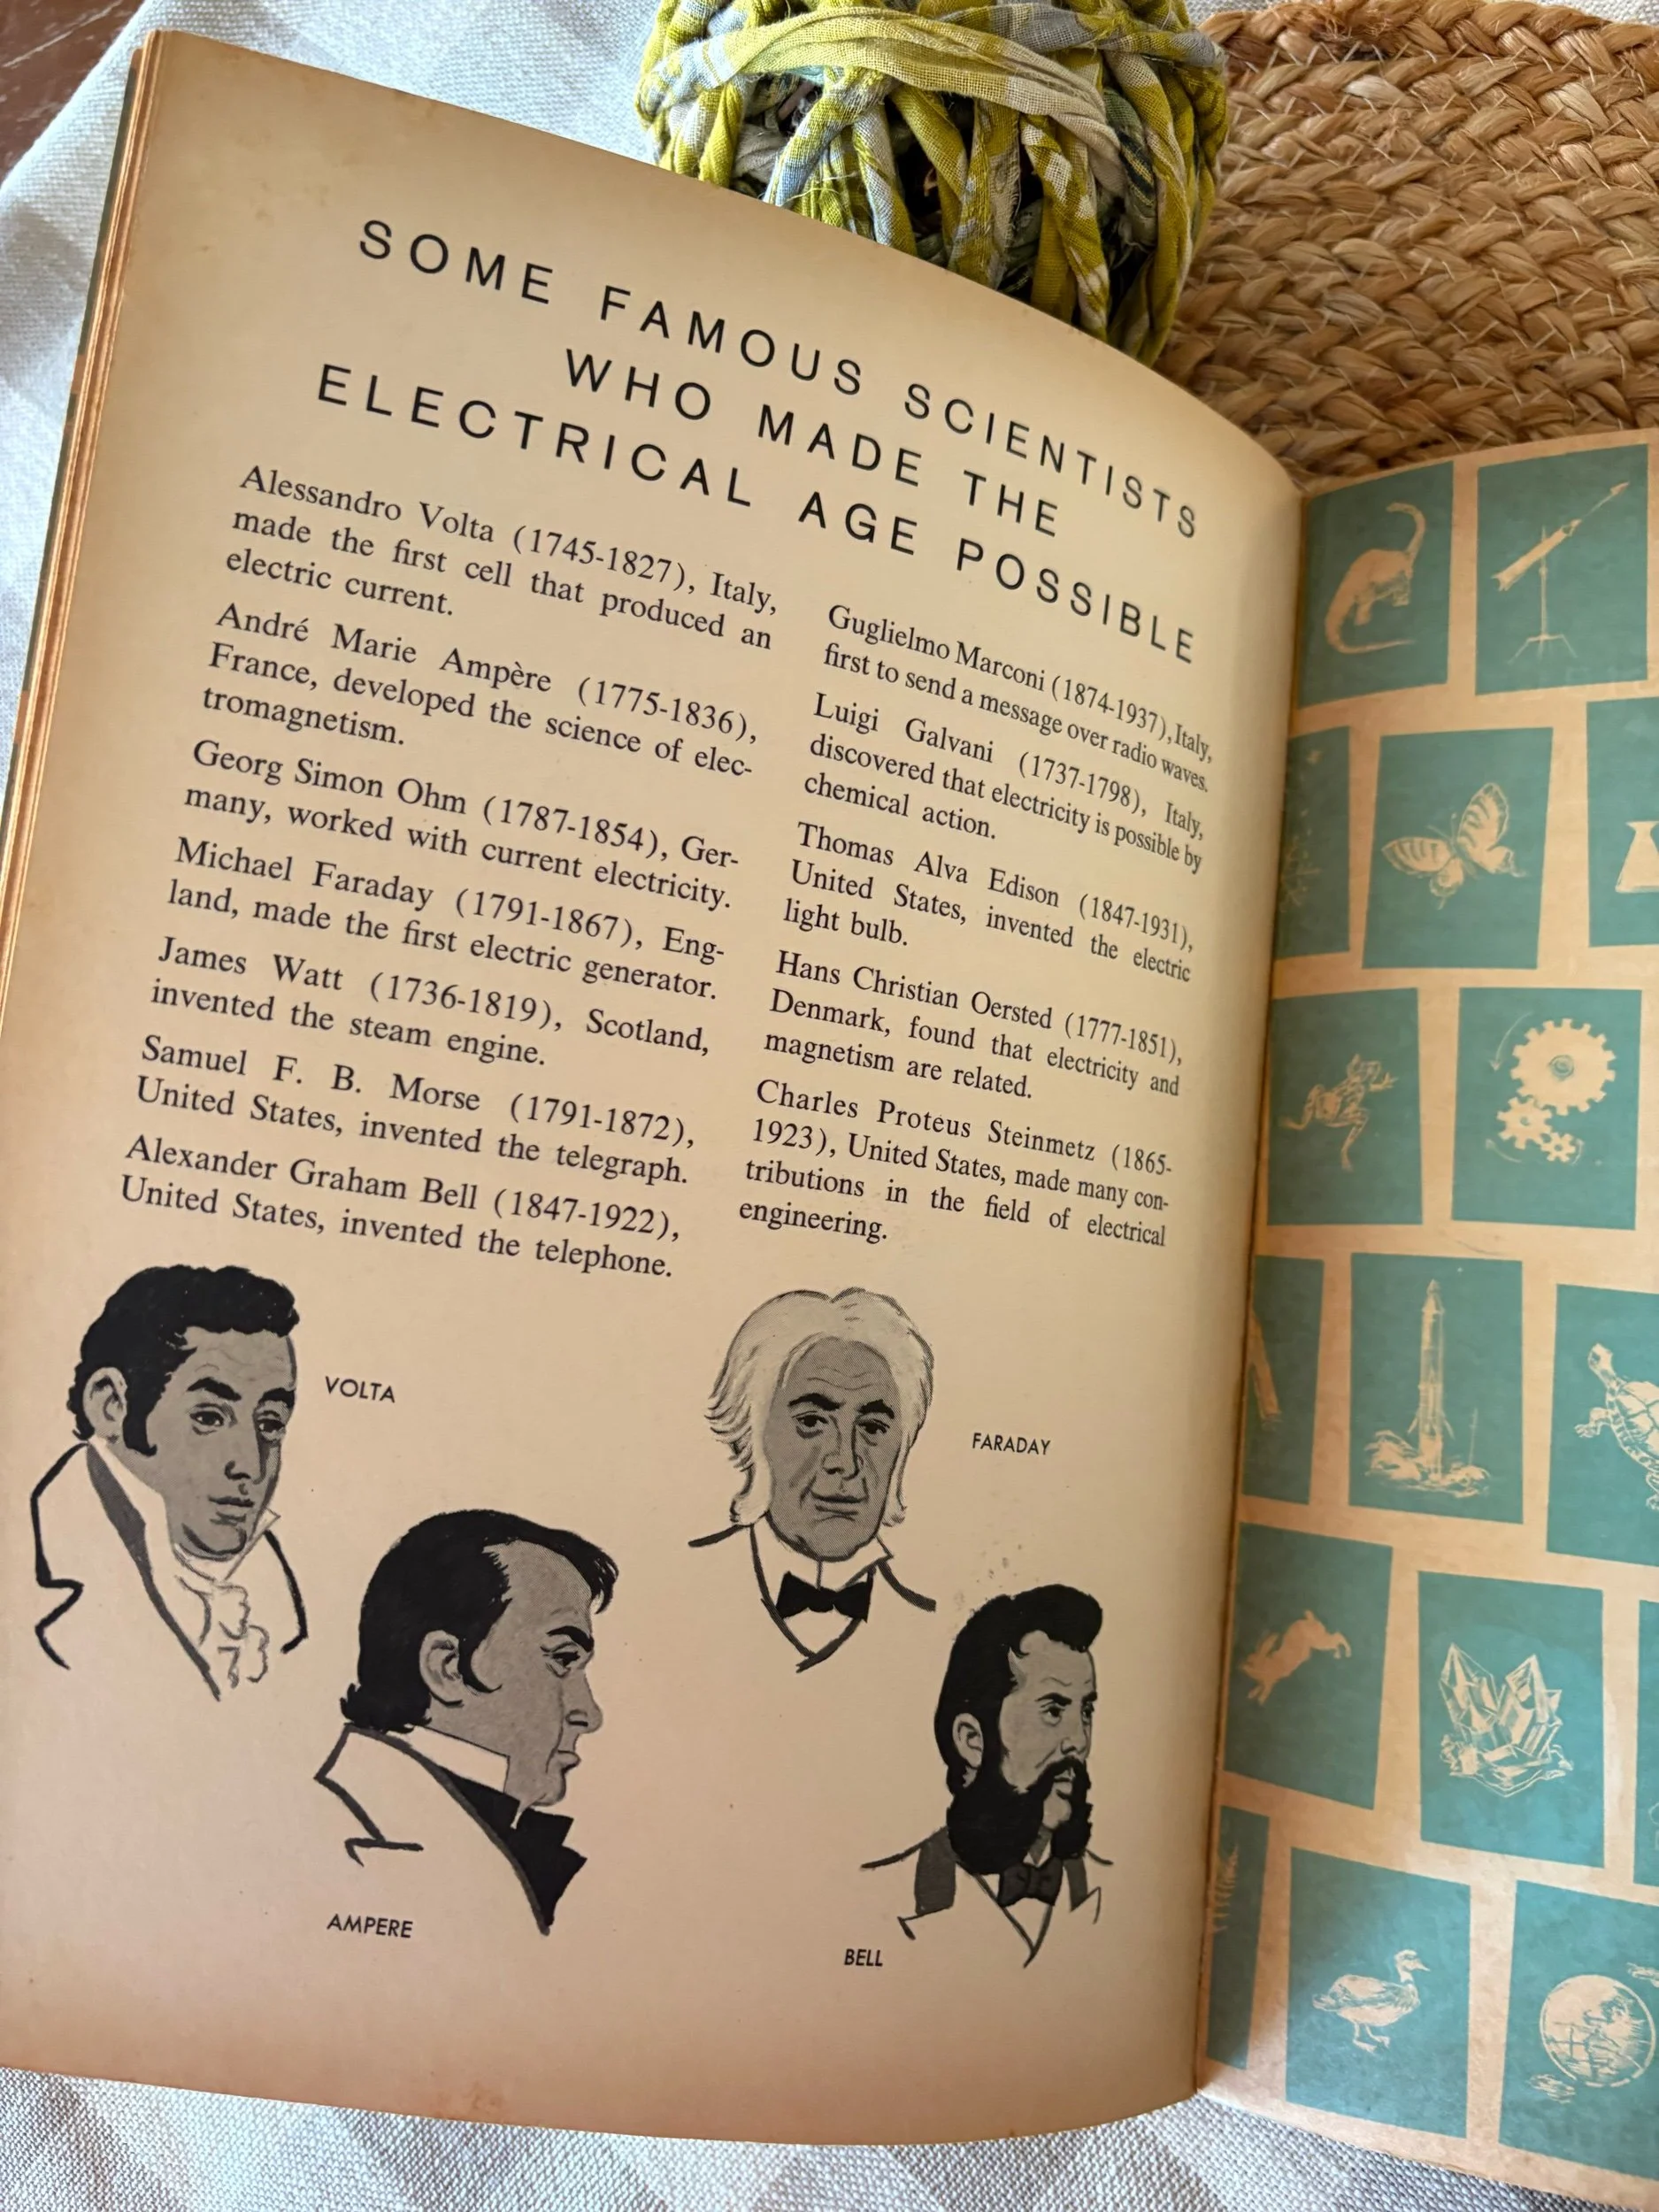 SOME FAMOUS SCIENTISTS
WHO MADE THE
ELECTRICAL AGE POSSIBLE
Alessandro Volta (1745-1827), Italy,
made the first cell that produced an
electric current.
André Marie Ampère (1775-1836),
France, developed the science of elec-
tromagnetism.
Georg Simon Ohm (1787-1854), Ger-
many, worked with current electricity.
Michael Faraday (1791-1867), Eng-
land, made the first electric generator.
James Watt (1736-1819), Scotland,
invented the steam engine.
Samuel F. B. Morse (1791-1872),
United States, invented the telegraph.
Alexander Graham Bell (1847-1922),
United States, invented the telephone.
Guglielmo Marconi (1874-1937), Italy,
first to send a message over radio waves.
Luigi Galvani (1737-1798), Italy,
discovered that electricity is possible by
chemical action.
Thomas Alva Edison (1847-1931),
United States, invented the electric
light bulb.
Hans Christian Oersted (1777-1851),
Denmark, found that electricity and
magnetism are related.
Charles Proteus Steinmetz (1865-
1923), United States, made many con-
tributions in the field of electrical
engineering.
VOLTA
FARADAY
AMPERE
BELL